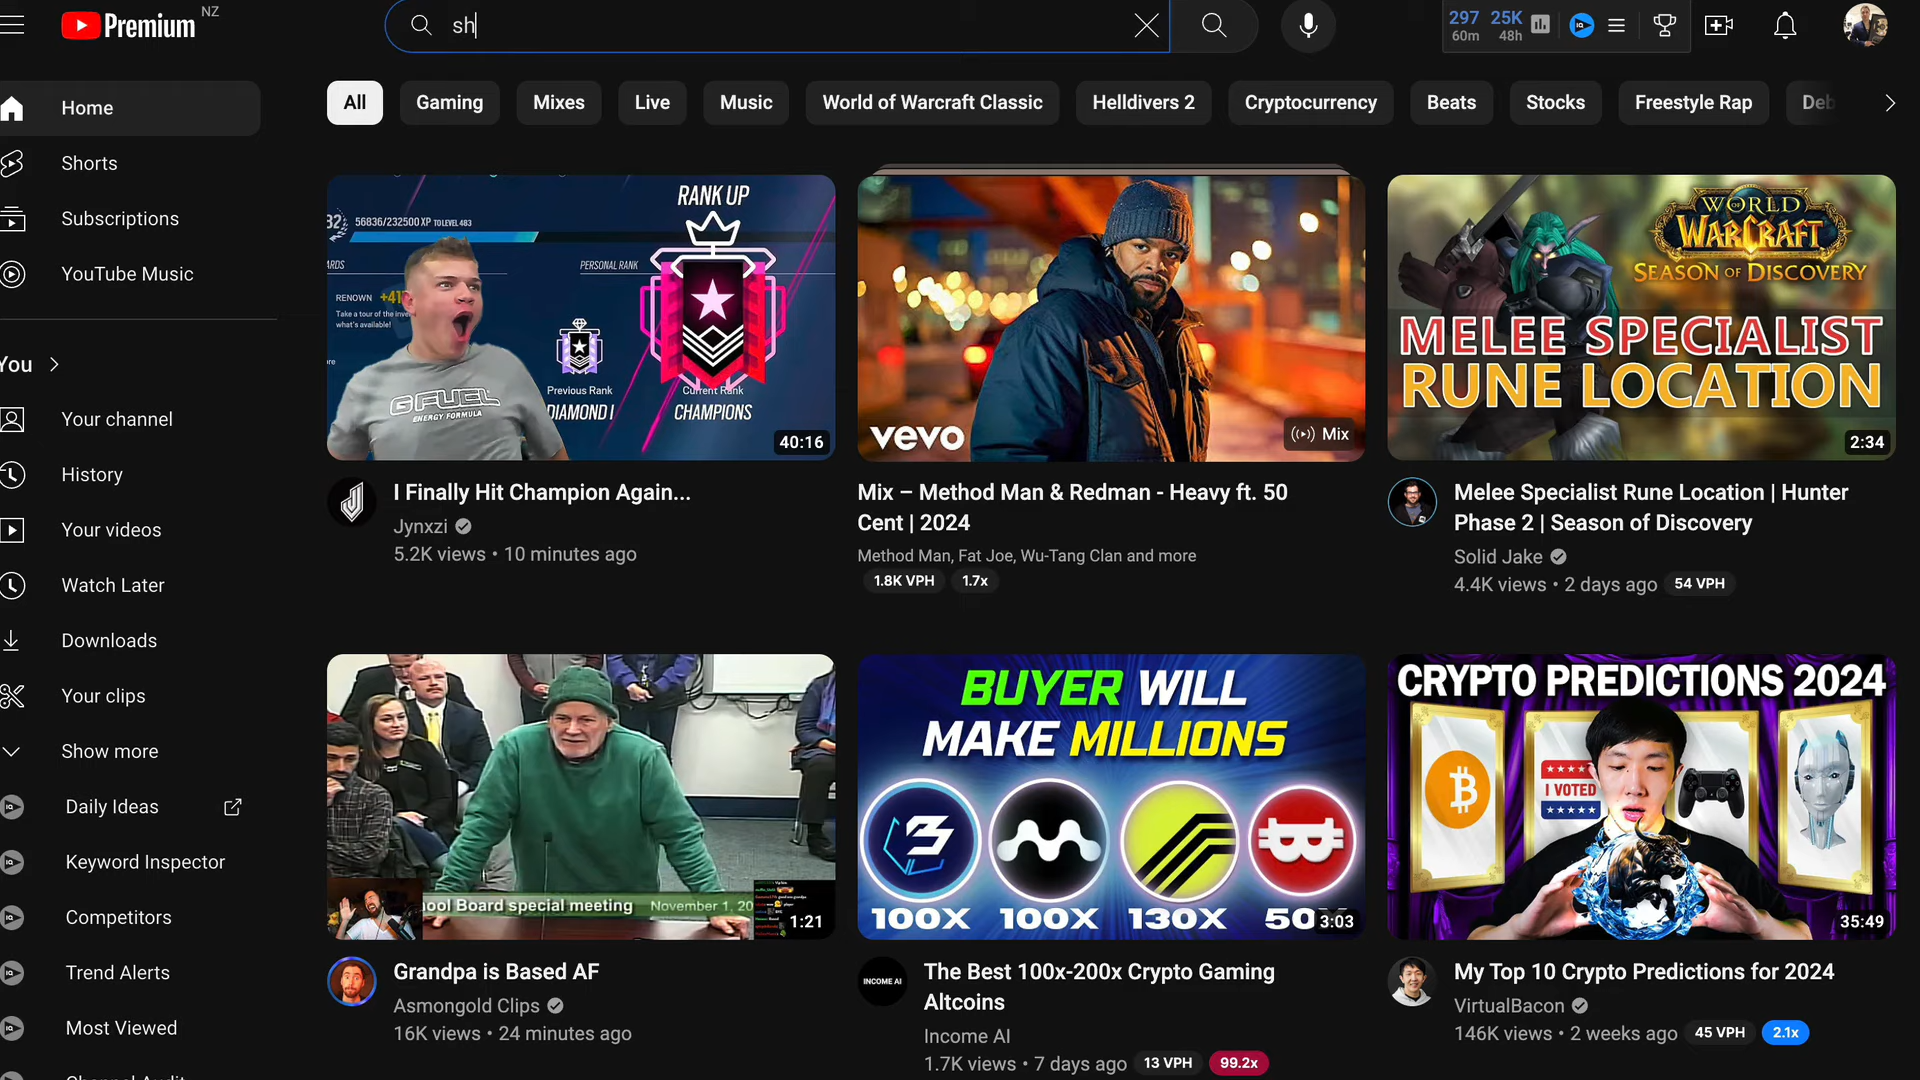 Premium NZ
sh
297 25K
60m 48h
Home
Shorts
Subscriptions
YouTube Music
You
Your channel
History
Your videos
Watch Later
Downloads
Your clips
Show more
Daily Ideas
Keyword Inspector
Competitors
Trend Alerts
Most Viewed
Channel Audit
All Gaming Mixes Live Music World of Warcraft Classic Helldivers 2 Cryptocurrency Beats Stocks Freestyle Rap Deb
RANK UP
56836/232500 XP TO LEVEL 483
PERSONAL RANK
RENOWN +417
Take a tour of the inve
what's available!
GFUEL
ENERGY FORMULA
Previous Rank
DIAMOND I
Current Rank
CHAMPIONS
40:16
I Finally Hit Champion Again...
Jynxzi
5.2K views • 10 minutes ago
vevo
Mix
Mix – Method Man & Redman - Heavy ft. 50
Cent | 2024
Method Man, Fat Joe, Wu-Tang Clan and more
1.8K VPH 1.7x
WORLD
WARCRAFT
SEASON OF DISCOVERY
MELEE SPECIALIST
RUNE LOCATION
2:34
Melee Specialist Rune Location | Hunter
Phase 2 | Season of Discovery
Solid Jake
4.4K views • 2 days ago 54 VPH
hool Board special meeting November 1, 20
1:21
Grandpa is Based AF
Asmongold Clips
16K views • 24 minutes ago
BUYER WILL
MAKE MILLIONS
100X 100X 130X 50X
3:03
INCOME AI
The Best 100x-200x Crypto Gaming
Altcoins
Income AI
1.7K views • 7 days ago 13 VPH 99.2x
CRYPTO PREDICTIONS 2024
I VOTED
35:49
My Top 10 Crypto Predictions for 2024
VirtualBacon
146K views • 2 weeks ago 45 VPH 2.1x